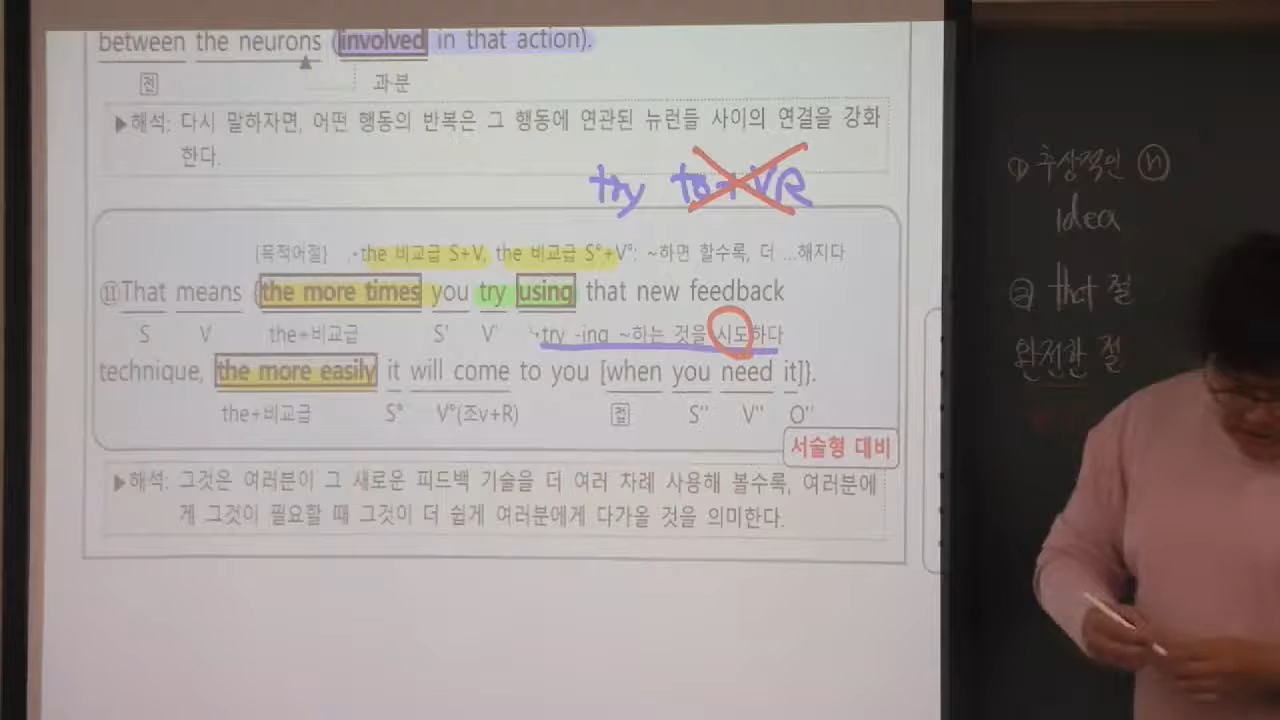 between the neurons (involved in that action).
전 과·분
▶해석: 다시 말하자면, 어떤 행동의 반복은 그 행동에 연관된 뉴런들 사이의 연결을 강화
한다.
try to+VR
{목적어절} the 비교급 S+V, the 비교급 S°+V°: ~하면 할수록, 더 …해지다
⑪That means {the more times you try using that new feedback
S V the+비교급 S' V' try -ing ~하는 것을 시도하다
technique, the more easily it will come to you [when you need it]}.
the+비교급 S° V°(조v+R) 접 S" V" O"
서술형 대비
▶해석: 그것은 여러분이 그 새로운 피드백 기술을 더 여러 차례 사용해 볼수록, 여러분에
게 그것이 필요할 때 그것이 더 쉽게 여러분에게 다가올 것을 의미한다.
① 추상적인 ⓝ
idea
② that 절
완전한 절